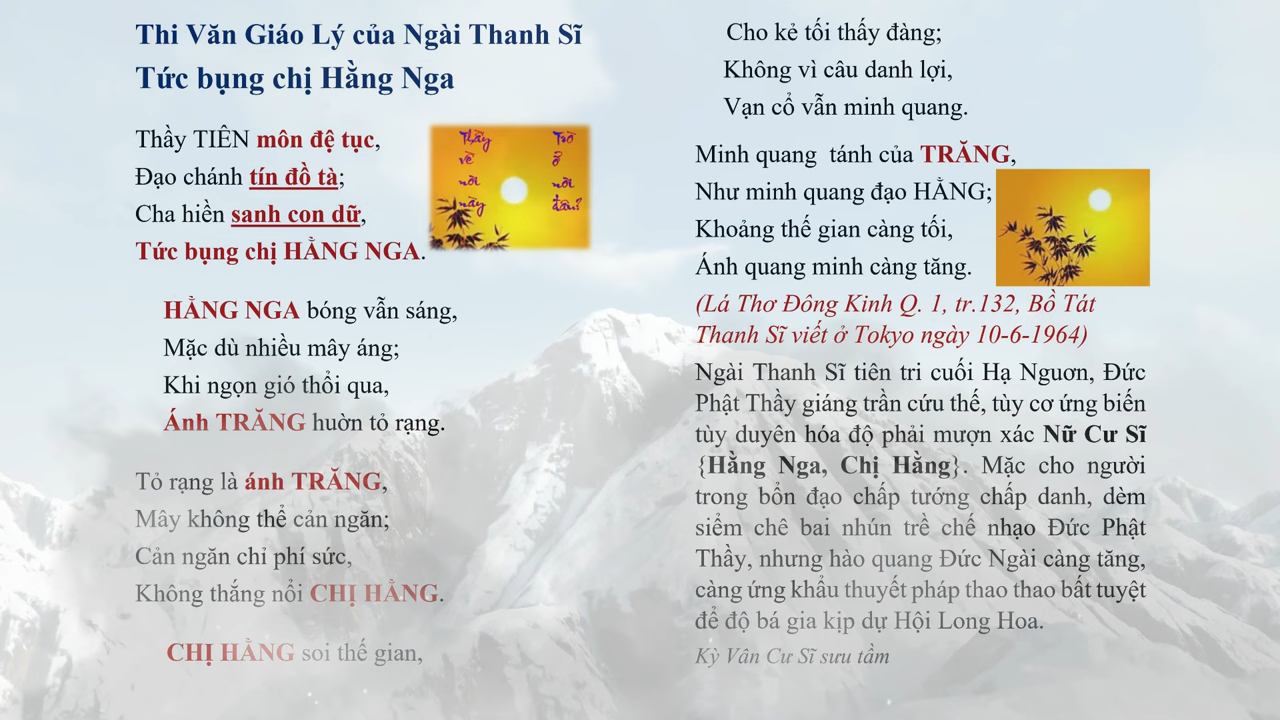 Thi Văn Giáo Lý của Ngài Thanh Sĩ
Tức bụng chị Hằng Nga
Thầy TIÊN môn đệ tục,
Đạo chánh tín đồ tà;
Cha hiền sanh con dữ,
Tức bụng chị HẰNG NGA.
Thầy
về
nơi
này
Trò
ở
nơi
đâu?
HẰNG NGA bóng vẫn sáng,
Mặc dù nhiều mây áng;
Khi ngọn gió thổi qua,
Ánh TRĂNG huờn tỏ rạng.
Tỏ rạng là ánh TRĂNG,
Mây không thể cản ngăn;
Cản ngăn chỉ phí sức,
Không thắng nổi CHỊ HẰNG.
CHỊ HẰNG soi thế gian,
Cho kẻ tối thấy đàng;
Không vì câu danh lợi,
Vạn cổ vẫn minh quang.
Minh quang tánh của TRĂNG,
Như minh quang đạo HẰNG;
Khoảng thế gian càng tối,
Ánh quang minh càng tăng.
(Lá Thơ Đông Kinh Q. 1, tr.132, Bồ Tát
Thanh Sĩ viết ở Tokyo ngày 10-6-1964)
Ngài Thanh Sĩ tiên tri cuối Hạ Nguơn, Đức
Phật Thầy giáng trần cứu thế, tùy cơ ứng biến
tùy duyên hóa độ phải mượn xác Nữ Cư Sĩ
{Hằng Nga, Chị Hằng}. Mặc cho người
trong bổn đạo chấp tướng chấp danh, dèm
siểm chê bai nhún trề chế nhạo Đức Phật
Thầy, nhưng hào quang Đức Ngài càng tăng,
càng ứng khẩu thuyết pháp thao thao bất tuyệt
để độ bá gia kịp dự Hội Long Hoa.
Kỳ Vân Cư Sĩ sưu tầm